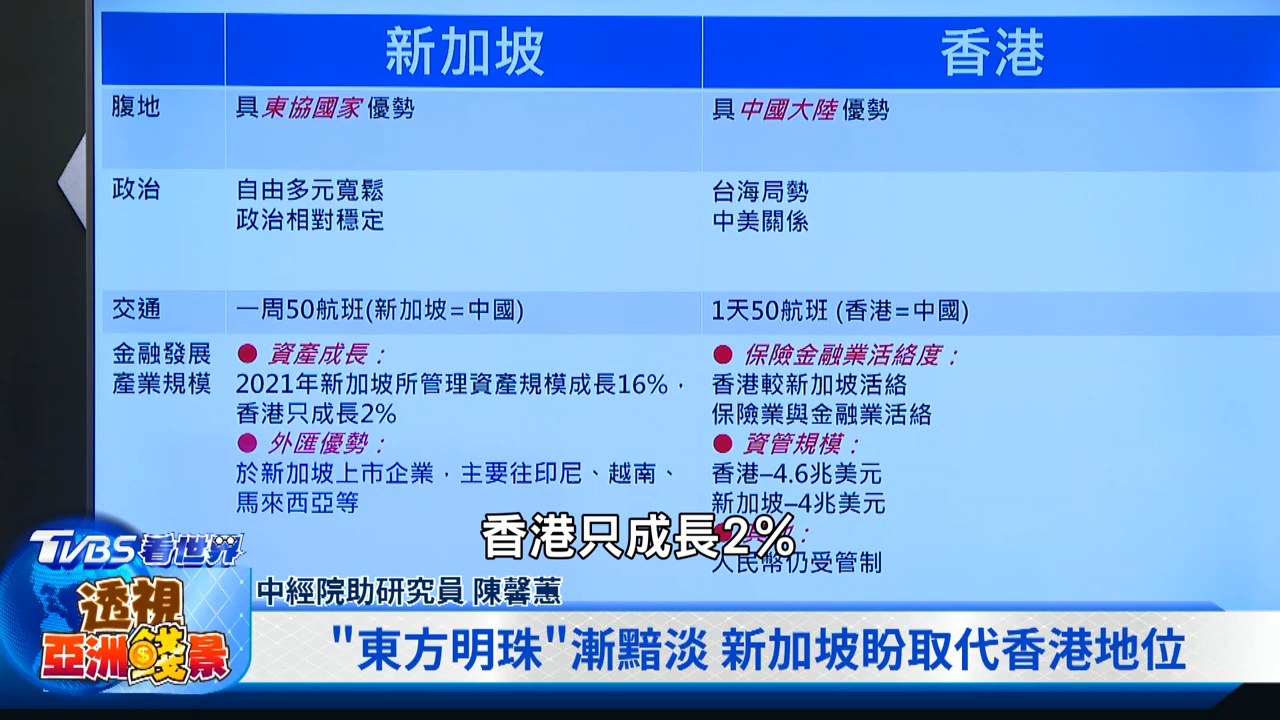 新加坡
香港
腹地
具東協國家優勢
具中國大陸優勢
政治
自由多元寬鬆
政治相對穩定
台海局勢
中美關係
交通
一周50航班(新加坡=中國)
1天50航班 (香港=中國)
金融發展
產業規模
● 資產成長：
2021年新加坡所管理資產規模成長16%，
香港只成長2%
● 外匯優勢：
於新加坡上市企業，主要往印尼、越南、
馬來西亞等
● 保險金融業活絡度：
香港較新加坡活絡
保險業與金融業活絡
● 資管規模：
香港–4.6兆美元
新加坡–4兆美元
人民幣仍受管制
香港只成長2%
TVBS看世界
透視
亞洲錢景
中經院助研究員 陳馨蕙
"東方明珠"漸黯淡 新加坡盼取代香港地位